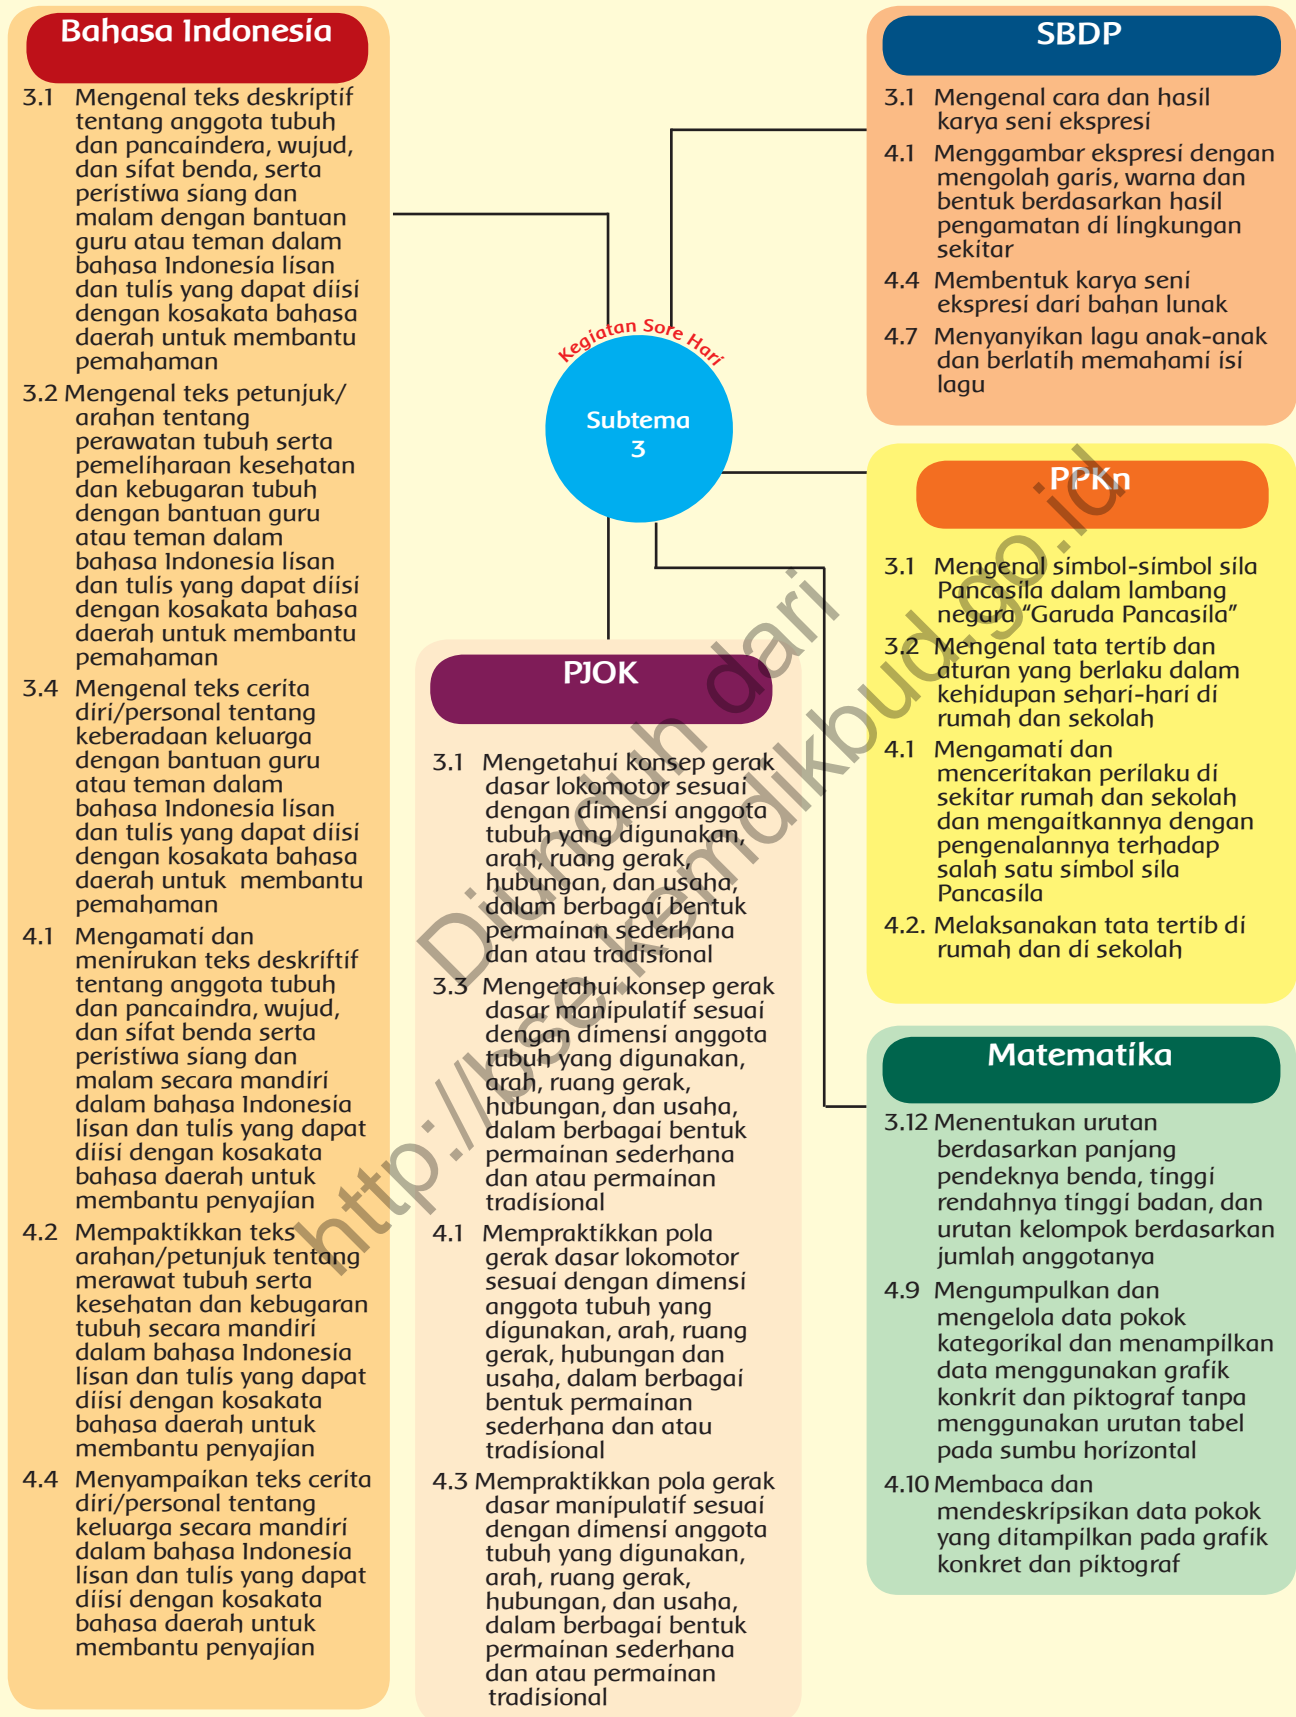 Bahasa Indonesia
3.1 Mengenal teks deskriptif
tentang anggota tubuh
dan pancaindera, wujud,
dan sifat benda, serta
peristiwa siang dan
malam dengan bantuan
guru atau teman dalam
bahasa Indonesia lisan
dan tulis yang dapat diisi
dengan kosakata bahasa
daerah untuk membantu
pemahaman
3.2 Mengenal teks petunjuk/
arahan tentang
perawatan tubuh serta
pemeliharaan kesehatan
dan kebugaran tubuh
dengan bantuan guru
atau teman dalam
bahasa Indonesia lisan
dan tulis yang dapat diisi
dengan kosakata bahasa
daerah untuk membantu
pemahaman
3.4 Mengenal teks cerita
diri/personal tentang
keberadaan keluarga
dengan bantuan guru
atau teman dalam
bahasa Indonesia lisan
dan tulis yang dapat diisi
dengan kosakata bahasa
daerah untuk membantu
pemahaman
4.1 Mengamati dan
menirukan teks deskriftif
tentang anggota tubuh
dan pancaindra, wujud,
dan sifat benda serta
peristiwa siang dan
malam secara mandiri
dalam bahasa Indonesia
lisan dan tulis yang dapat
diisi dengan kosakata
bahasa daerah untuk
membantu penyajian
4.2 Mempaktikkan teks
arahan/petunjuk tentang
merawat tubuh serta
kesehatan dan kebugaran
tubuh secara mandiri
dalam bahasa Indonesia
lisan dan tulis yang dapat
diisi dengan kosakata
bahasa daerah untuk
membantu penyajian
4.4 Menyampaikan teks cerita
diri/personal tentang
keluarga secara mandiri
dalam bahasa Indonesia
lisan dan tulis yang dapat
diisi dengan kosakata
bahasa daerah untuk
membantu penyajian
Kegiatan Sore Hari
Subtema
3
PJOK
3.1 Mengetahui konsep gerak
dasar lokomotor sesuai
dengan dimensi anggota
tubuh yang digunakan,
arah, ruang gerak,
hubungan, dan usaha,
dalam berbagai bentuk
permainan sederhana
dan atau tradisional
3.3 Mengetahui konsep gerak
dasar manipulatif sesuai
dengan dimensi anggota
tubuh yang digunakan,
arah, ruang gerak,
hubungan, dan usaha,
dalam berbagai bentuk
permainan sederhana
dan atau permainan
tradisional
4.1 Mempraktikkan pola
gerak dasar lokomotor
sesuai dengan dimensi
anggota tubuh yang
digunakan, arah, ruang
gerak, hubungan dan
usaha, dalam berbagai
bentuk permainan
sederhana dan atau
tradisional
4.3 Mempraktikkan pola gerak
dasar manipulatif sesuai
dengan dimensi anggota
tubuh yang digunakan,
arah, ruang gerak,
hubungan, dan usaha,
dalam berbagai bentuk
permainan sederhana
dan atau permainan
tradisional
SBDP
3.1 Mengenal cara dan hasil
karya seni ekspresi
4.1 Menggambar ekspresi dengan
mengolah garis, warna dan
bentuk berdasarkan hasil
pengamatan di lingkungan
sekitar
4.4 Membentuk karya seni
ekspresi dari bahan lunak
4.7 Menyanyikan lagu anak-anak
dan berlatih memahami isi
lagu
PPKn
3.1 Mengenal simbol-simbol sila
Pancasila dalam lambang
negara “Garuda Pancasila”
3.2 Mengenal tata tertib dan
aturan yang berlaku dalam
kehidupan sehari-hari di
rumah dan sekolah
4.1 Mengamati dan
menceritakan perilaku di
sekitar rumah dan sekolah
dan mengaitkannya dengan
pengenalannya terhadap
salah satu simbol sila
Pancasila
4.2. Melaksanakan tata tertib di
rumah dan di sekolah
Matematika
3.12 Menentukan urutan
berdasarkan panjang
pendeknya benda, tinggi
rendahnya tinggi badan, dan
urutan kelompok berdasarkan
jumlah anggotanya
4.9 Mengumpulkan dan
mengelola data pokok
kategorikal dan menampilkan
data menggunakan grafik
konkrit dan piktograf tanpa
menggunakan urutan tabel
pada sumbu horizontal
4.10 Membaca dan
mendeskripsikan data pokok
yang ditampilkan pada grafik
konkret dan piktograf
Diunduh dari
http://bse.kemdikbud.go.id